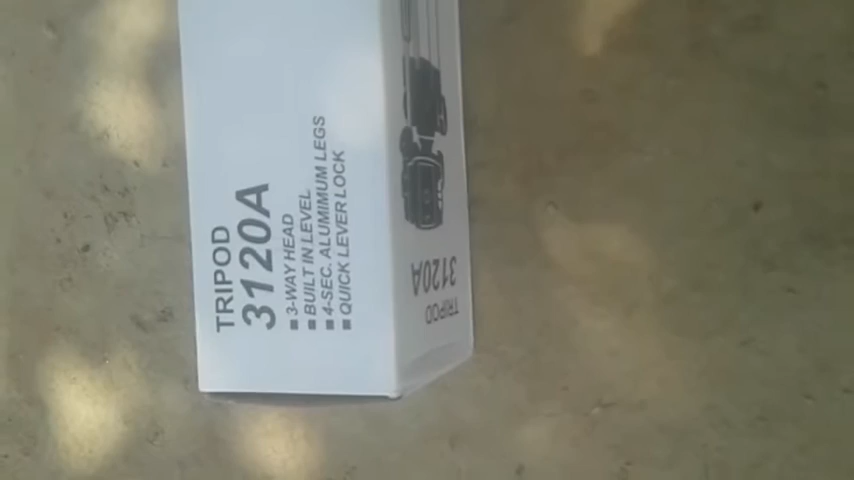 TRIPOD
3120A
■ 3-WAY HEAD
■ BUILT IN LEVEL
■ 4-SEC. ALUMIMUM LEGS
■ QUICK LEVER LOCK
3120A
TRIPOD